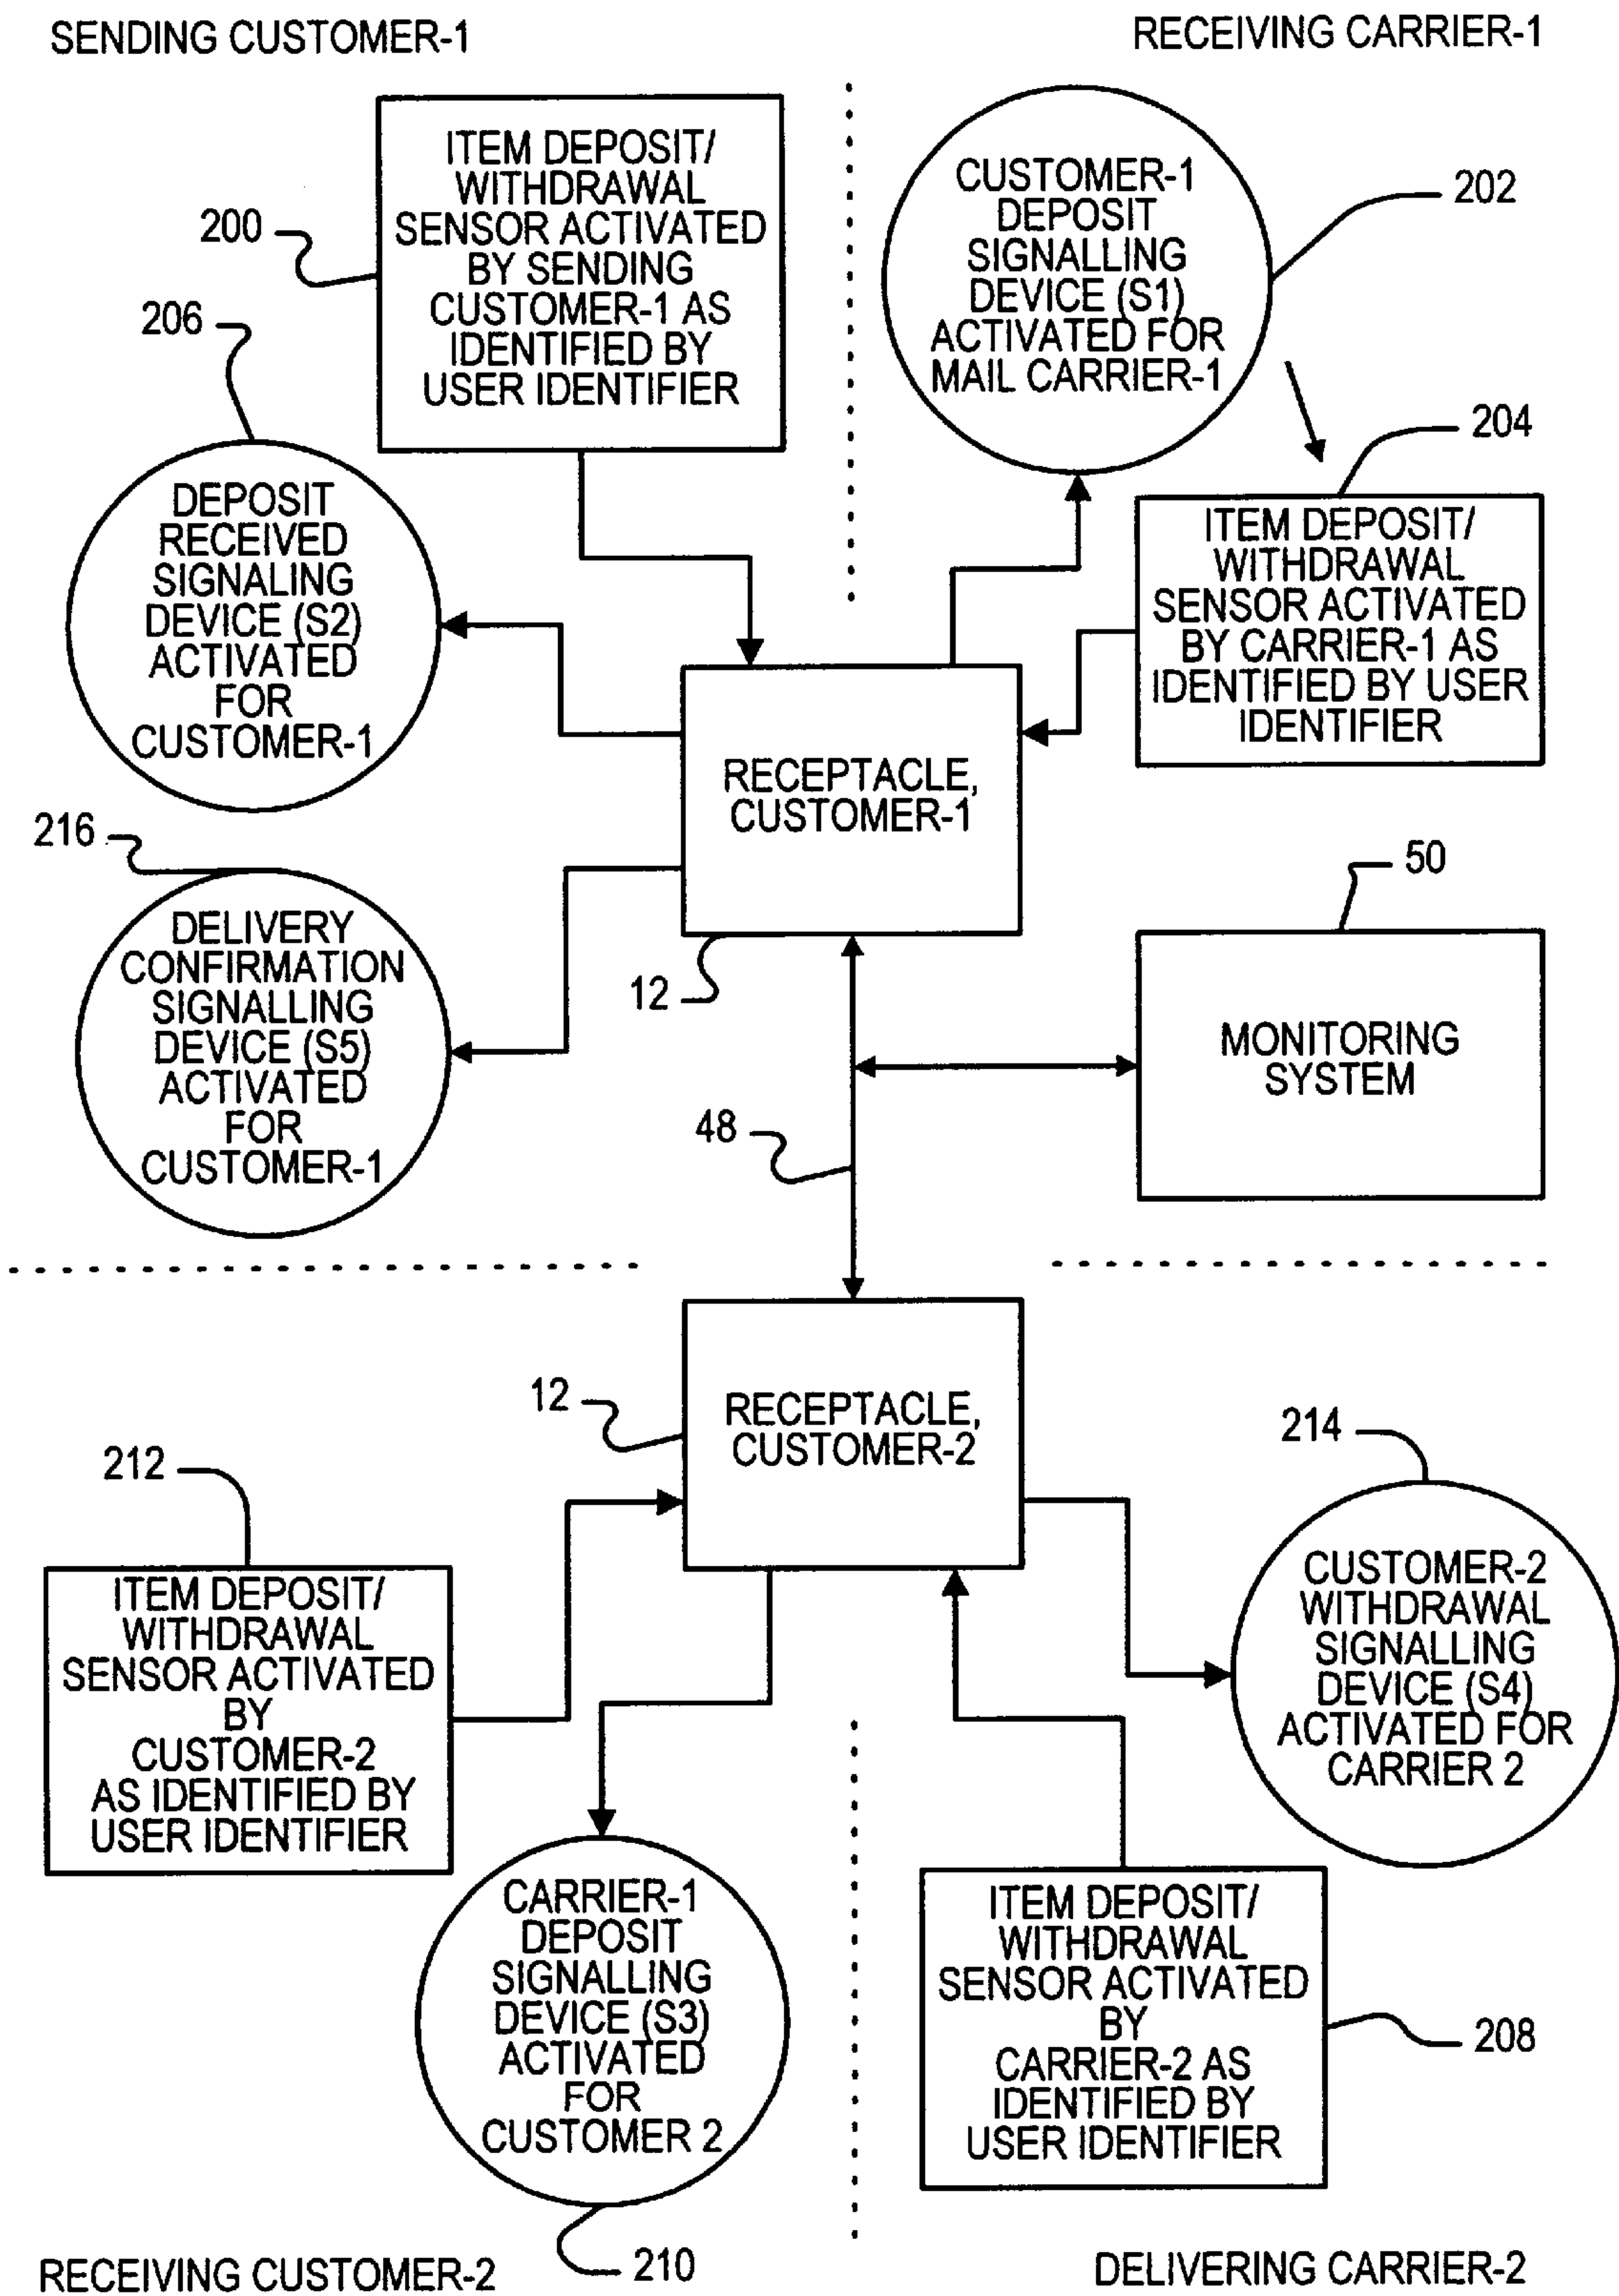 SENDING CUSTOMER-1
RECEIVING CARRIER-1
ITEM DEPOSIT/
WITHDRAWAL
SENSOR ACTIVATED
BY SENDING
CUSTOMER-1 AS
IDENTIFIED BY
USER IDENTIFIER
200
CUSTOMER-1
DEPOSIT
SIGNALLING
DEVICE (S1)
ACTIVATED FOR
MAIL CARRIER-1
202
206
DEPOSIT
RECEIVED
SIGNALING
DEVICE (S2)
ACTIVATED
FOR
CUSTOMER-1
204
ITEM DEPOSIT/
WITHDRAWAL
SENSOR ACTIVATED
BY CARRIER-1 AS
IDENTIFIED BY USER
IDENTIFIER
RECEPTACLE,
CUSTOMER-1
12
216
DELIVERY
CONFIRMATION
SIGNALLING
DEVICE (S5)
ACTIVATED
FOR
CUSTOMER-1
50
MONITORING
SYSTEM
48
RECEPTACLE,
CUSTOMER-2
12
212
ITEM DEPOSIT/
WITHDRAWAL
SENSOR ACTIVATED
BY
CUSTOMER-2
AS IDENTIFIED BY
USER IDENTIFIER
214
CUSTOMER-2
WITHDRAWAL
SIGNALLING
DEVICE (S4)
ACTIVATED FOR
CARRIER 2
CARRIER-1
DEPOSIT
SIGNALLING
DEVICE (S3)
ACTIVATED
FOR
CUSTOMER 2
210
ITEM DEPOSIT/
WITHDRAWAL
SENSOR ACTIVATED
BY
CARRIER-2 AS
IDENTIFIED BY
USER IDENTIFIER
208
RECEIVING CUSTOMER-2
DELIVERING CARRIER-2